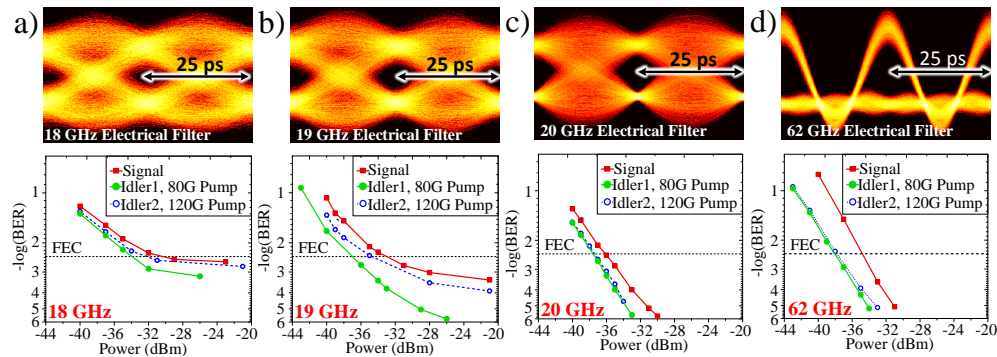 a)
25 ps
18 GHz Electrical Filter
b)
25 ps
19 GHz Electrical Filter
c)
25 ps
20 GHz Electrical Filter
d)
25 ps
62 GHz Electrical Filter
-log(BER)
1
2
3
4
5
6
Signal
Idler1, 80G Pump
Idler2, 120G Pump
FEC
18 GHz
-44 -40 -36 -32 -28 -24 -20
Power (dBm)
-log(BER)
1
2
3
4
5
6
Signal
Idler1, 80G Pump
Idler2, 120G Pump
FEC
19 GHz
-44 -40 -36 -32 -28 -24 -20
Power (dBm)
-log(BER)
1
2
3
4
5
6
Signal
Idler1, 80G Pump
Idler2, 120G Pump
FEC
20 GHz
-44 -40 -36 -32 -28 -24 -20
Power (dBm)
-log(BER)
1
2
3
4
5
6
Signal
Idler1, 80G Pump
Idler2, 120G Pump
FEC
62 GHz
-44 -40 -36 -32 -28 -24 -20
Power (dBm)